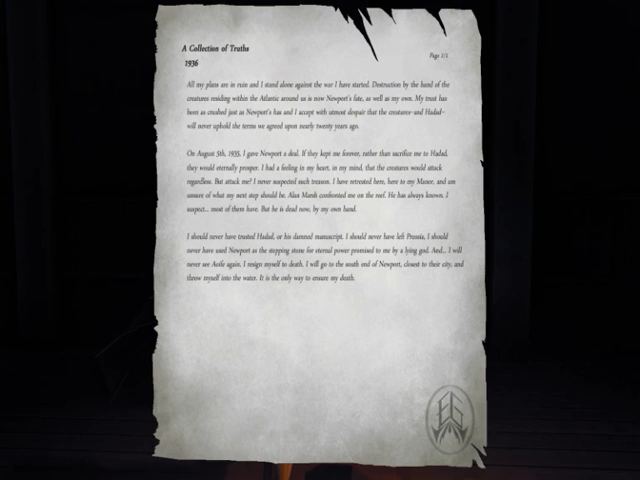 A Collection of Truths
Page 1/1
1936
All my plans are in ruin and I stand alone against the war I have started. Destruction by the hand of the
creatures residing within the Atlantic around us is now Newport's fate, as well as my own. My trust has
been as crushed just as Newport's has and I accept with utmost despair that the creatures-and Hadad-
will never uphold the terms we agreed upon nearly twenty years ago.
On August 5th, 1935, I gave Newport a deal. If they kept me forever, rather than sacrifice me to Hadad,
they would eternally prosper. I had a feeling in my heart, in my mind, that the creatures would attack
regardless. But attack me? I never suspected such treason. I have retreated here, here to my Manor, and am
unsure of what my next step should be. Alan Marsh confronted me on the reef. He has always known. I
suspect... most of them have. But he is dead now, by my own hand.
I should never have trusted Hadad, or his damned manuscript. I should never have left Prussia, I should
never have used Newport as the stepping stone for eternal power promised to me by a lying god. And... I will
never see Aoife again. I resign myself to death. I will go to the south end of Newport, closest to their city, and
throw myself into the water. It is the only way to ensure my death.